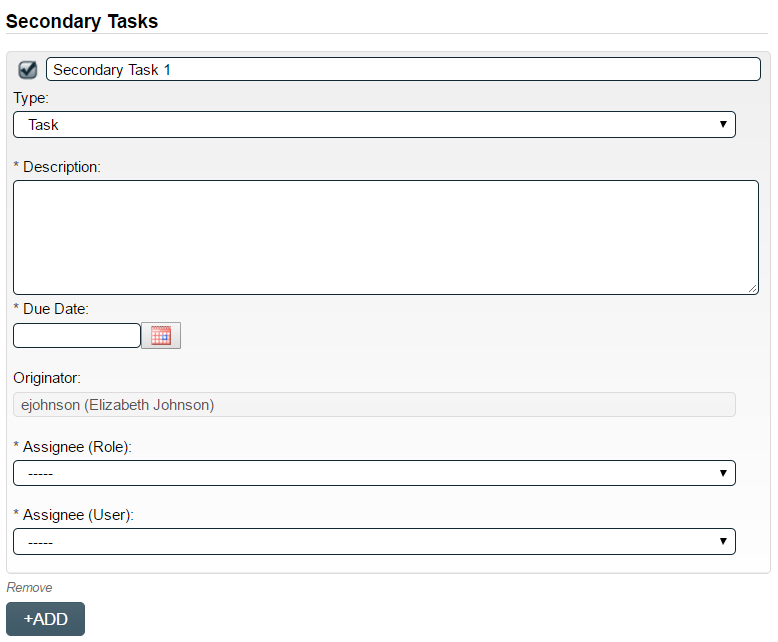 Secondary Tasks
Secondary Task 1
Type:
Task
* Description:
* Due Date:
Originator:
ejohnson (Elizabeth Johnson)
* Assignee (Role):
-----
* Assignee (User):
-----
Remove
+ADD